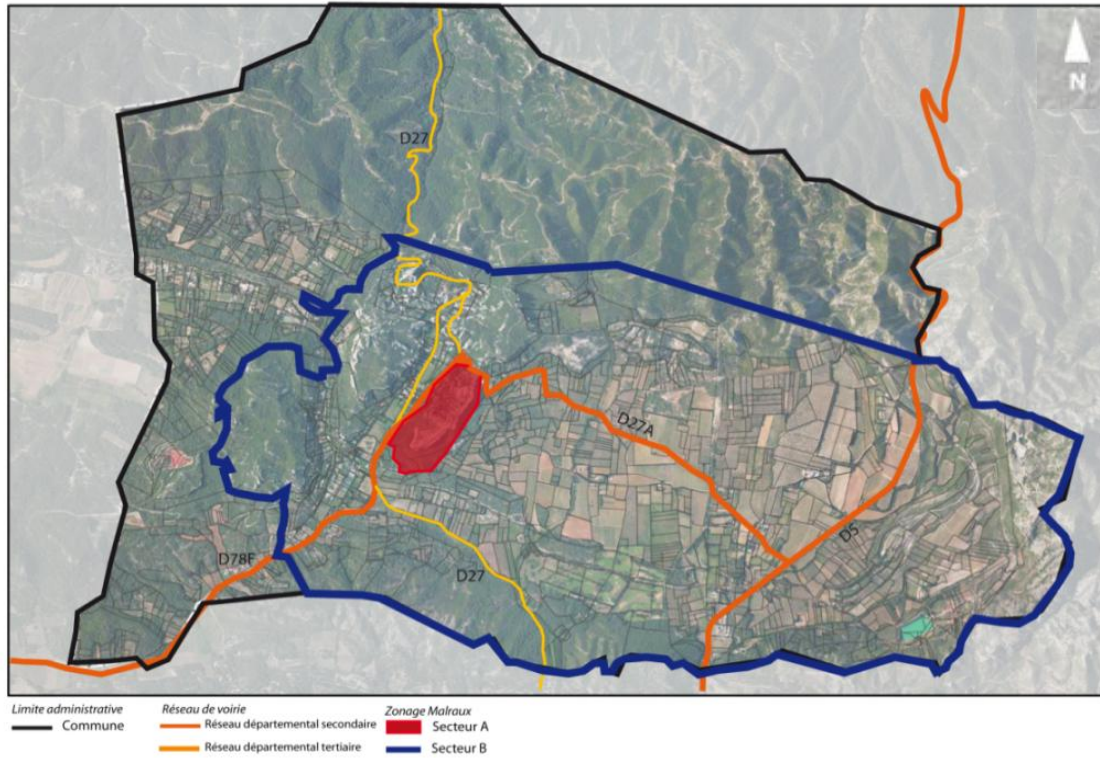 N
D27
D27A
D5
D78E
D27
Limite administrative
Commune
Réseau de voirie
Réseau départemental secondaire
Réseau départemental tertiaire
Zonage Malraux
Secteur A
Secteur B